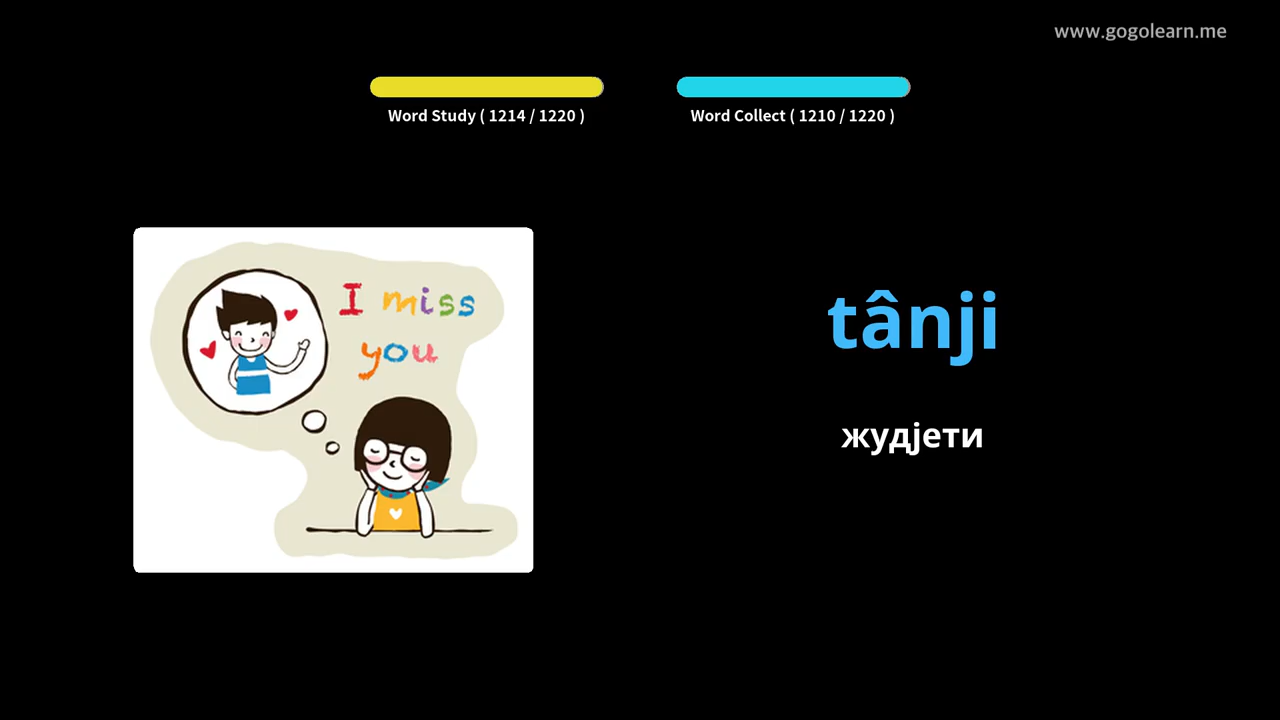 www.gogolearn.me
Word Study ( 1214 / 1220 )
Word Collect ( 1210 / 1220 )
I miss
you
tânji
жудјети